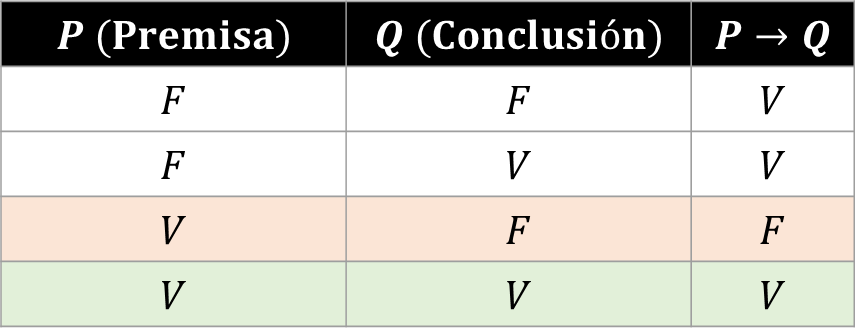 P (Premisa) Q (Conclusión) P → Q
F F V
F V V
V F F
V V V